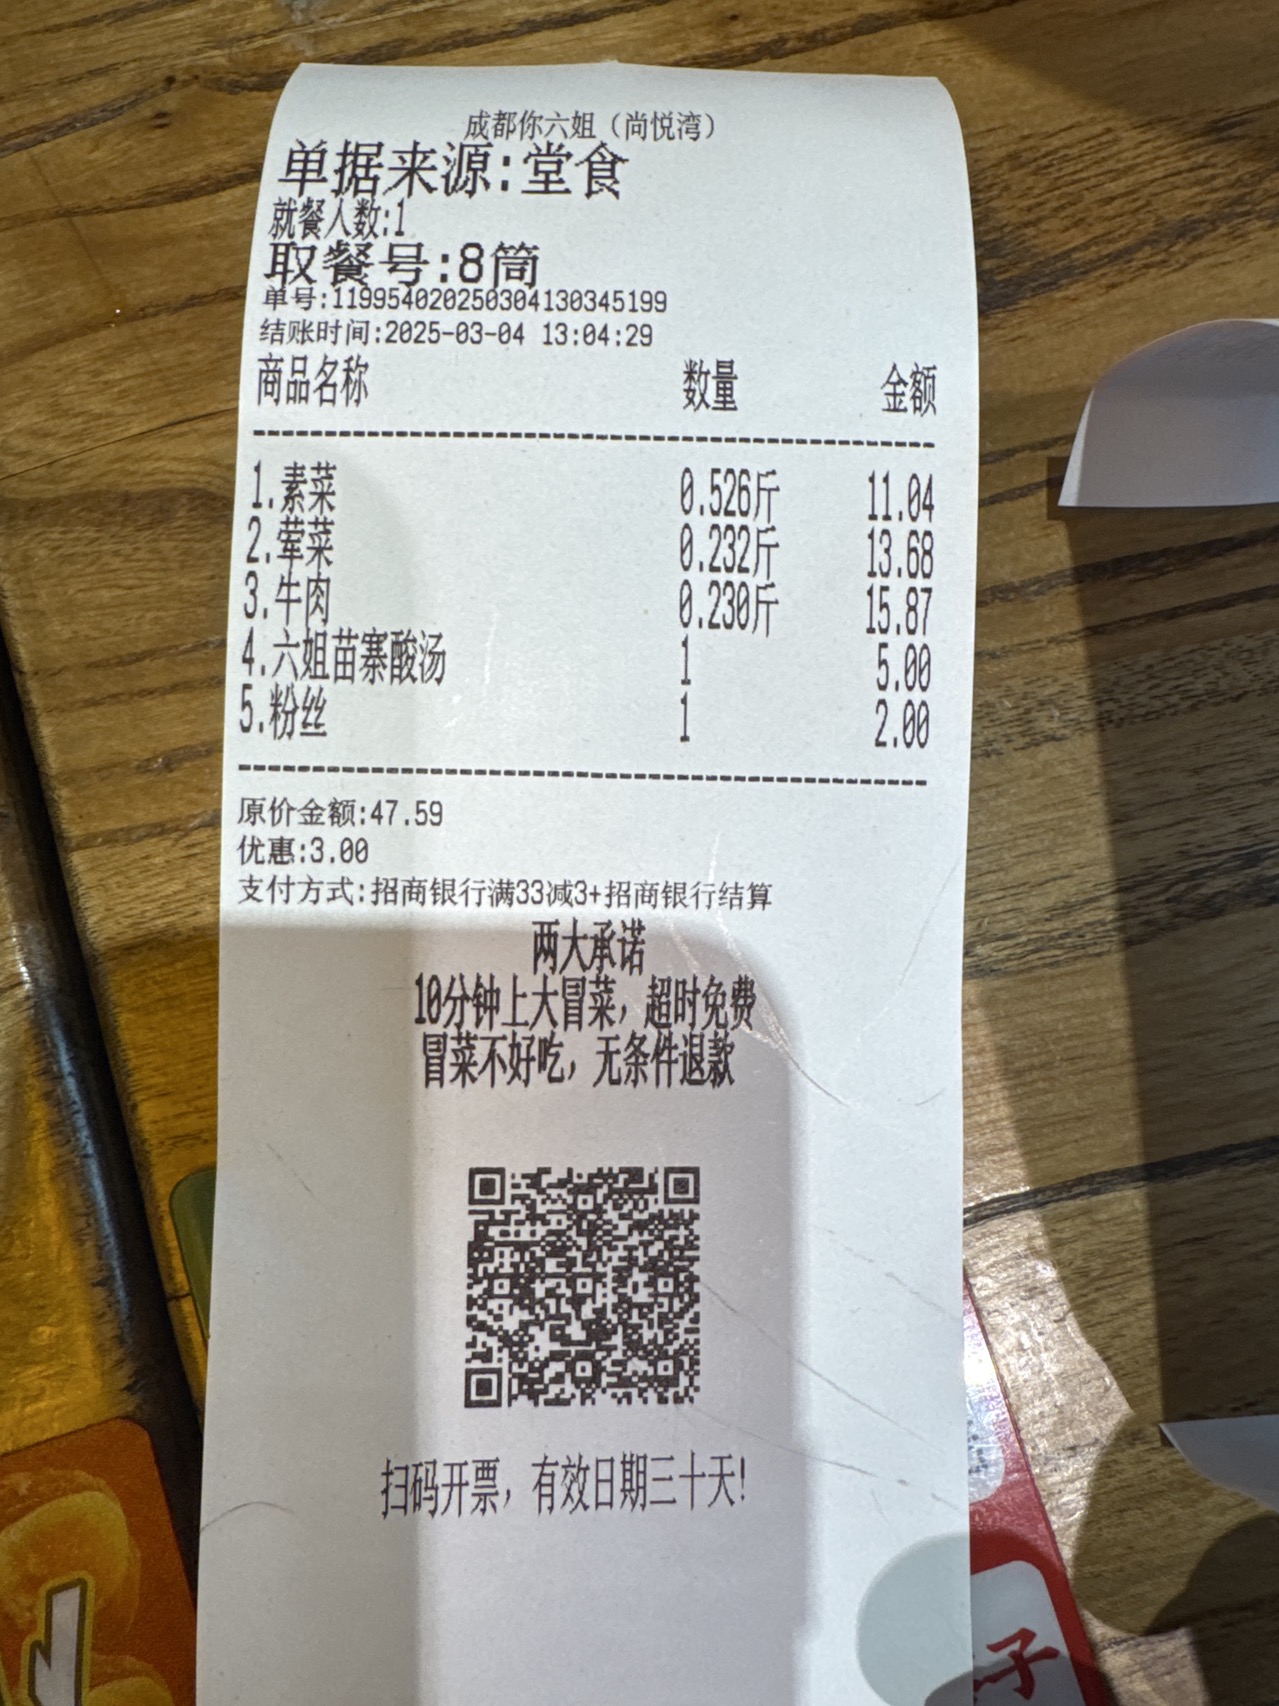 成都你六姐（尚悦湾）
单据来源:堂食
就餐人数:1
取餐号:8筒
单号:119954020250304130345199
结账时间:2025-03-04 13:04:29
商品名称 数量 金额
1.素菜 0.526斤 11.04
2.荤菜 0.232斤 13.68
3.牛肉 0.230斤 15.87
4.六姐苗寨酸汤 1 5.00
5.粉丝 1 2.00
原价金额:47.59
优惠:3.00
支付方式:招商银行满33减3+招商银行结算
两大承诺
10分钟上大冒菜，超时免费
冒菜不好吃，无条件退款
扫码开票，有效日期三十天!
子